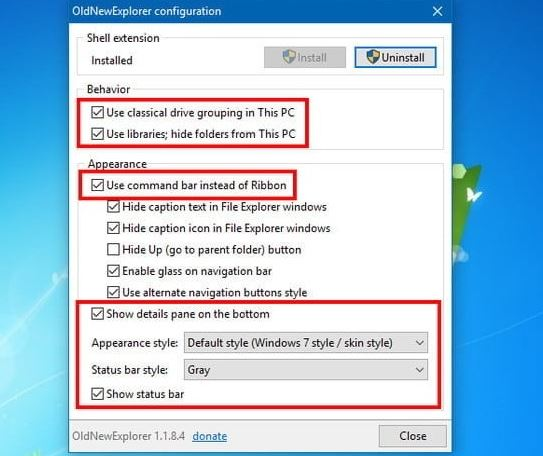 OldNewExplorer configuration
Shell extension
Installed
Install
Uninstall
Behavior
Use classical drive grouping in This PC
Use libraries; hide folders from This PC
Appearance
Use command bar instead of Ribbon
Hide caption text in File Explorer windows
Hide caption icon in File Explorer windows
Hide Up (go to parent folder) button
Enable glass on navigation bar
Use alternate navigation buttons style
Show details pane on the bottom
Appearance style: Default style (Windows 7 style / skin style)
Status bar style: Gray
Show status bar
OldNewExplorer 1.1.8.4 donate Close